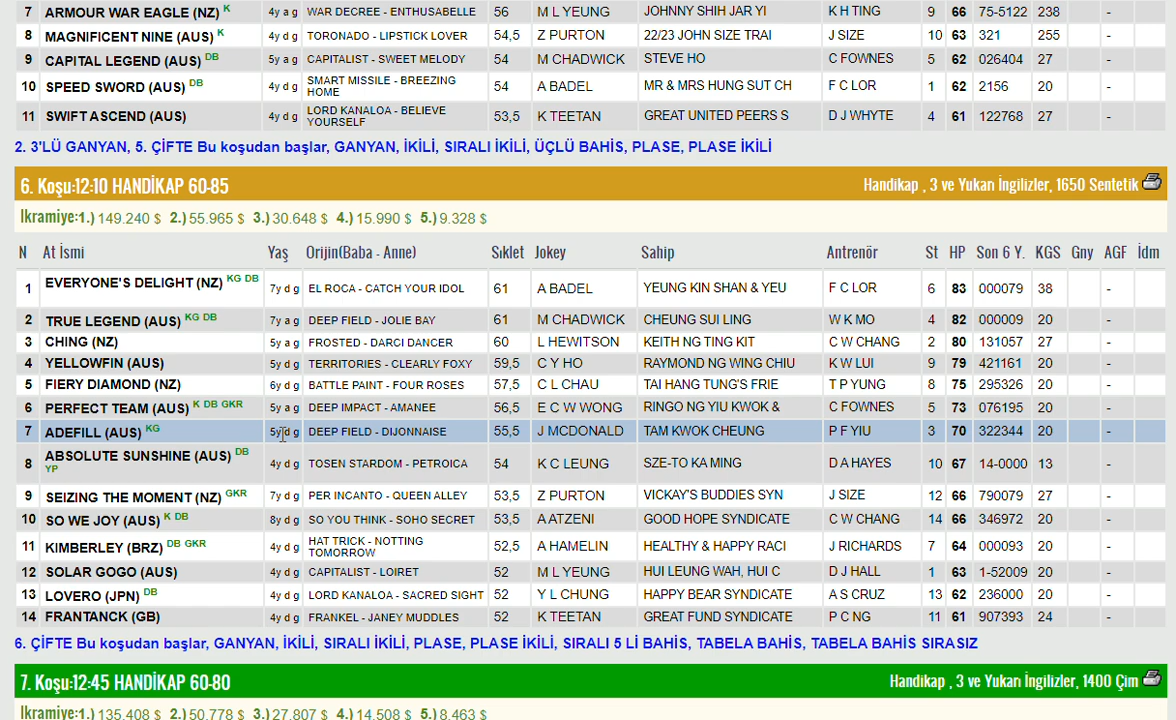 7 ARMOUR WAR EAGLE (NZ) K 4y a g WAR DECREE - ENTHUSABELLE 56 M L YEUNG JOHNNY SHIH JAR YI K H TING 9 66 75-5122 238 -
8 MAGNIFICENT NINE (AUS) K 4y d g TORONADO - LIPSTICK LOVER 54,5 Z PURTON 22/23 JOHN SIZE TRAI J SIZE 10 63 321 255 -
9 CAPITAL LEGEND (AUS) DB 5y a g CAPITALIST - SWEET MELODY 54 M CHADWICK STEVE HO C FOWNES 5 62 026404 27 -
10 SPEED SWORD (AUS) DB 4y d g SMART MISSILE - BREEZING HOME 54 A BADEL MR & MRS HUNG SUT CH F C LOR 1 62 2156 20 -
11 SWIFT ASCEND (AUS) 4y d g LORD KANALOA - BELIEVE YOURSELF 53,5 K TEETAN GREAT UNITED PEERS S D J WHYTE 4 61 122768 27 -
2. 3'LÜ GANYAN, 5. ÇİFTE Bu koşudan başlar, GANYAN, İKİLİ, SIRALI İKİLİ, ÜÇLÜ BAHİS, PLASE, PLASE İKİLİ
6. Koşu:12:10 HANDİKAP 60-85 Handikap , 3 ve Yukarı İngilizler, 1650 Sentetik
İkramiye:1.) 149.240 $ 2.) 55.965 $ 3.) 30.648 $ 4.) 15.990 $ 5.) 9.328 $
N At İsmi Yaş Orijin(Baba - Anne) Sıklet Jokey Sahip Antrenör St HP Son 6 Y. KGS Gny AGF İdm
1 EVERYONE'S DELIGHT (NZ) KG DB 7y d g EL ROCA - CATCH YOUR IDOL 61 A BADEL YEUNG KIN SHAN & YEU F C LOR 6 83 000079 38 -
2 TRUE LEGEND (AUS) KG DB 7y a g DEEP FIELD - JOLIE BAY 61 M CHADWICK CHEUNG SUI LING W K MO 4 82 000009 20 -
3 CHING (NZ) 5y a g FROSTED - DARCI DANCER 60 L HEWITSON KEITH NG TING KIT C W CHANG 2 80 131057 27 -
4 YELLOWFIN (AUS) 5y d g TERRITORIES - CLEARLY FOXY 59,5 C Y HO RAYMOND NG WING CHIU K W LUI 9 79 421161 20 -
5 FIERY DIAMOND (NZ) 6y d g BATTLE PAINT - FOUR ROSES 57,5 C L CHAU TAI HANG TUNG'S FRIE T P YUNG 8 75 295326 20 -
6 PERFECT TEAM (AUS) K DB GKR 5y a g DEEP IMPACT - AMANEE 56,5 E C W WONG RINGO NG YIU KWOK & C FOWNES 5 73 076195 20 -
7 ADEFILL (AUS) KG 5y d g DEEP FIELD - DIJONNAISE 55,5 J MCDONALD TAM KWOK CHEUNG P F YIU 3 70 322344 20 -
8 ABSOLUTE SUNSHINE (AUS) DB YP 4y d g TOSEN STARDOM - PETROICA 54 K C LEUNG SZE-TO KA MING D A HAYES 10 67 14-0000 13 -
9 SEIZING THE MOMENT (NZ) GKR 7y d g PER INCANTO - QUEEN ALLEY 53,5 Z PURTON VICKAY'S BUDDIES SYN J SIZE 12 66 790079 27 -
10 SO WE JOY (AUS) K DB 8y d g SO YOU THINK - SOHO SECRET 53,5 A ATZENI GOOD HOPE SYNDICATE C W CHANG 14 66 346972 20 -
11 KIMBERLEY (BRZ) DB GKR 4y d g HAT TRICK - NOTTING TOMORROW 52,5 A HAMELIN HEALTHY & HAPPY RACI J RICHARDS 7 64 000093 20 -
12 SOLAR GOGO (AUS) 4y d g CAPITALIST - LOIRET 52 M L YEUNG HUI LEUNG WAH, HUI C D J HALL 1 63 1-52009 20 -
13 LOVERO (JPN) DB 4y d g LORD KANALOA - SACRED SIGHT 52 Y L CHUNG HAPPY BEAR SYNDICATE A S CRUZ 13 62 236000 20 -
14 FRANTANCK (GB) 4y d g FRANKEL - JANEY MUDDLES 52 K TEETAN GREAT FUND SYNDICATE P C NG 11 61 907393 24 -
6. ÇİFTE Bu koşudan başlar, GANYAN, İKİLİ, SIRALI İKİLİ, PLASE, PLASE İKİLİ, SIRALI 5 Lİ BAHİS, TABELA BAHİS, TABELA BAHİS SIRASIZ
7. Koşu:12:45 HANDİKAP 60-80 Handikap , 3 ve Yukarı İngilizler, 1400 Çim
İkramiye:1.) 135.408 $ 2.) 50.778 $ 3.) 27.807 $ 4.) 14.508 $ 5.) 8.463 $